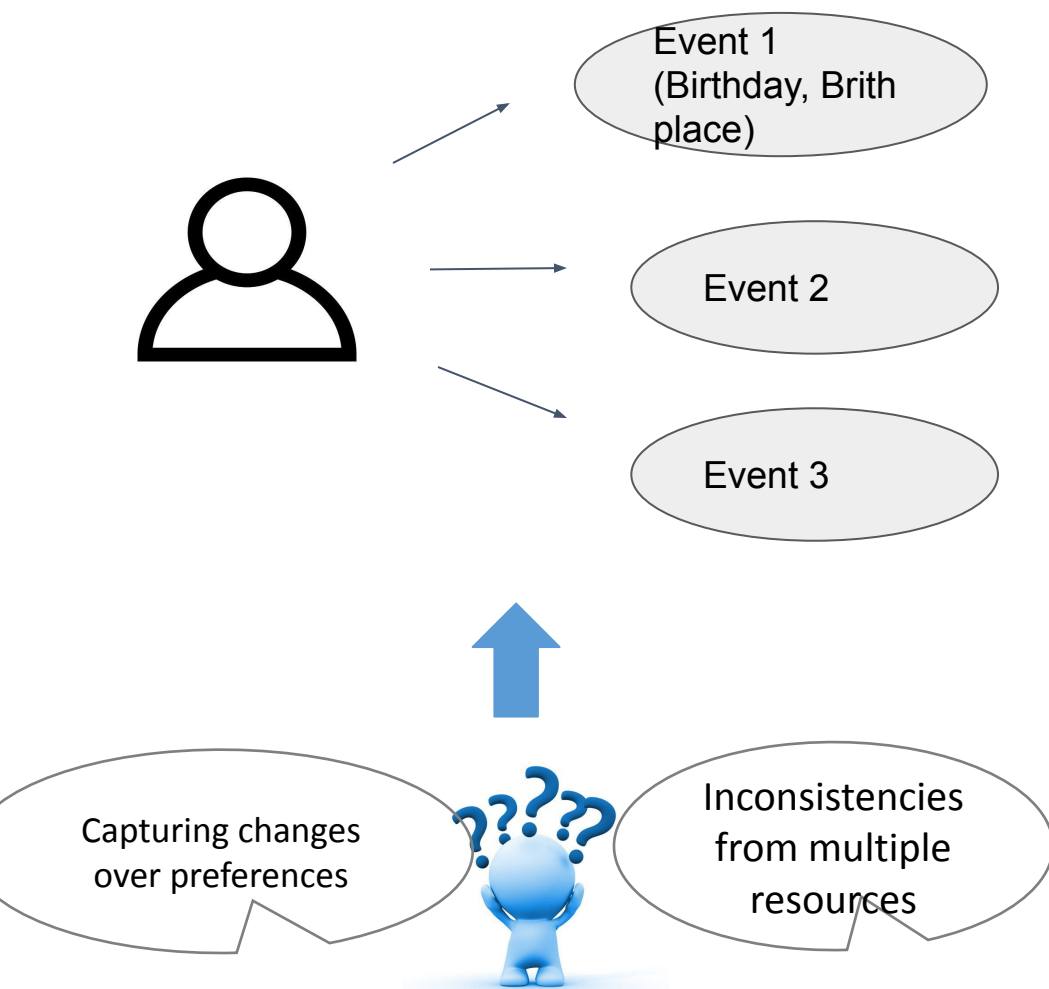 Event 1
(Birthday, Brith
place)
Event 2
Event 3
Capturing changes
over preferences
? ? ? ? ?
Inconsistencies
from multiple
resources